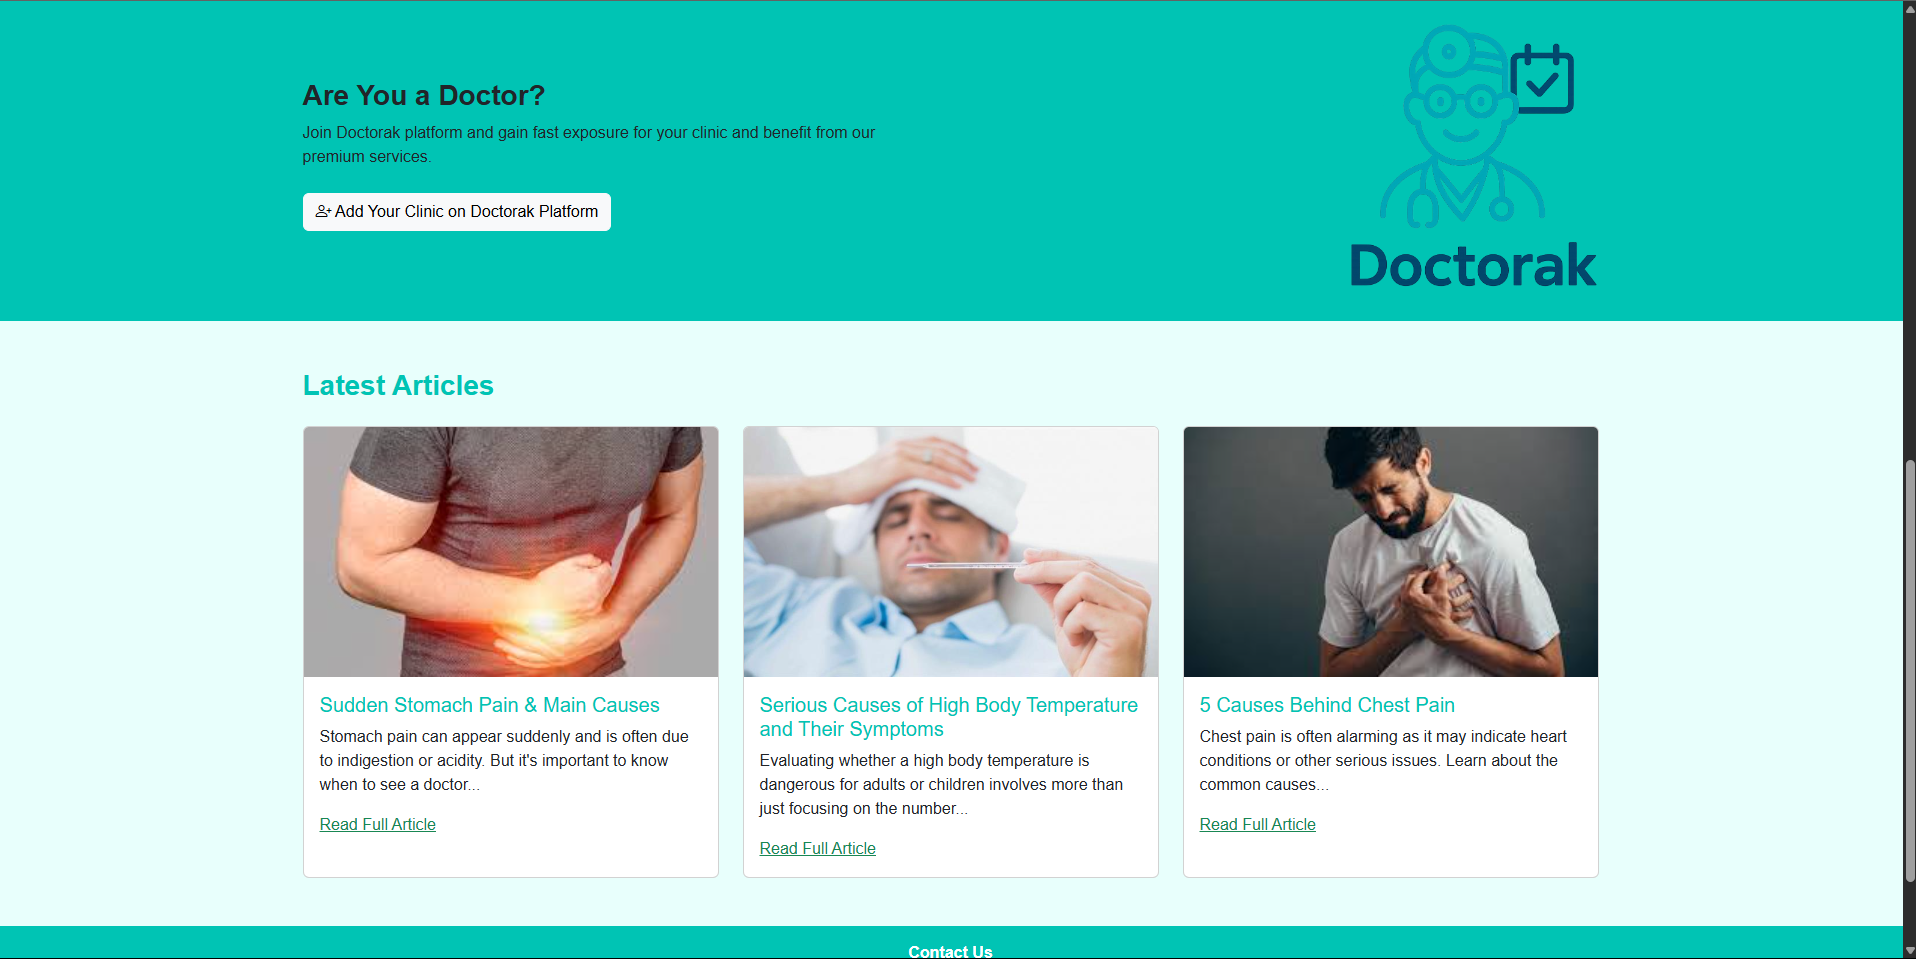 Are You a Doctor?
Join Doctorak platform and gain fast exposure for your clinic and benefit from our
premium services.
Add Your Clinic on Doctorak Platform
Doctorak
Latest Articles
Sudden Stomach Pain & Main Causes
Stomach pain can appear suddenly and is often due
to indigestion or acidity. But it's important to know
when to see a doctor...
Read Full Article
Serious Causes of High Body Temperature
and Their Symptoms
Evaluating whether a high body temperature is
dangerous for adults or children involves more than
just focusing on the number...
Read Full Article
5 Causes Behind Chest Pain
Chest pain is often alarming as it may indicate heart
conditions or other serious issues. Learn about the
common causes...
Read Full Article
Contact Us